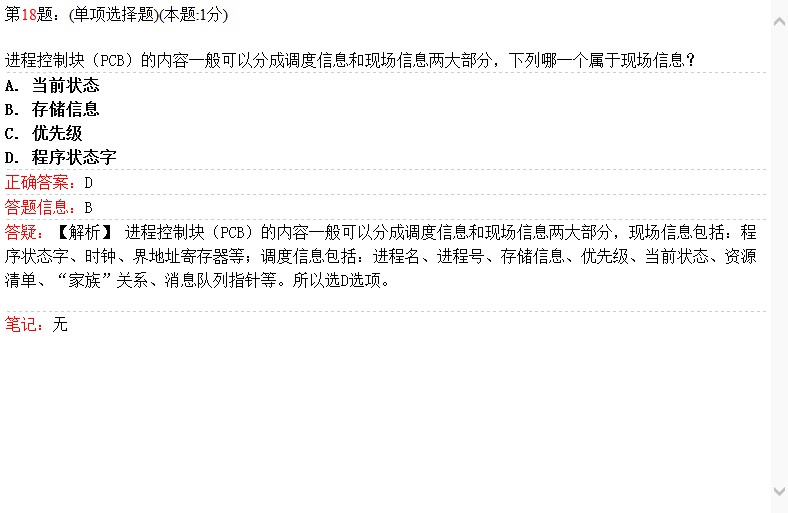 第18题：(单项选择题)(本题:1分)
进程控制块（PCB）的内容一般可以分成调度信息和现场信息两大部分，下列哪一个属于现场信息?
A. 当前状态
B. 存储信息
C. 优先级
D. 程序状态字
正确答案：D
答题信息：B
答疑：【解析】 进程控制块（PCB）的内容一般可以分成调度信息和现场信息两大部分，现场信息包括：程
序状态字、时钟、界地址寄存器等；调度信息包括：进程名、进程号、存储信息、优先级、当前状态、资源
清单、“家族”关系、消息队列指针等。所以选D选项。
笔记：无